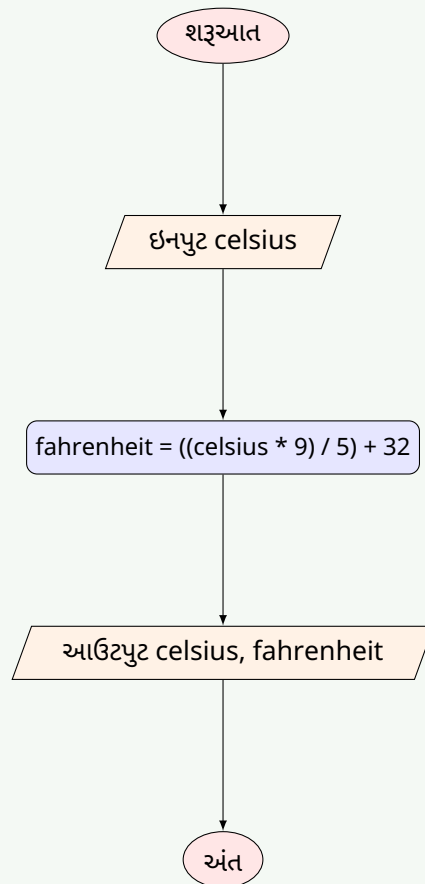 શરૂઆત
ઇનપુટ celsius
fahrenheit = ((celsius * 9) / 5) + 32
આઉટપુટ celsius, fahrenheit
અંત